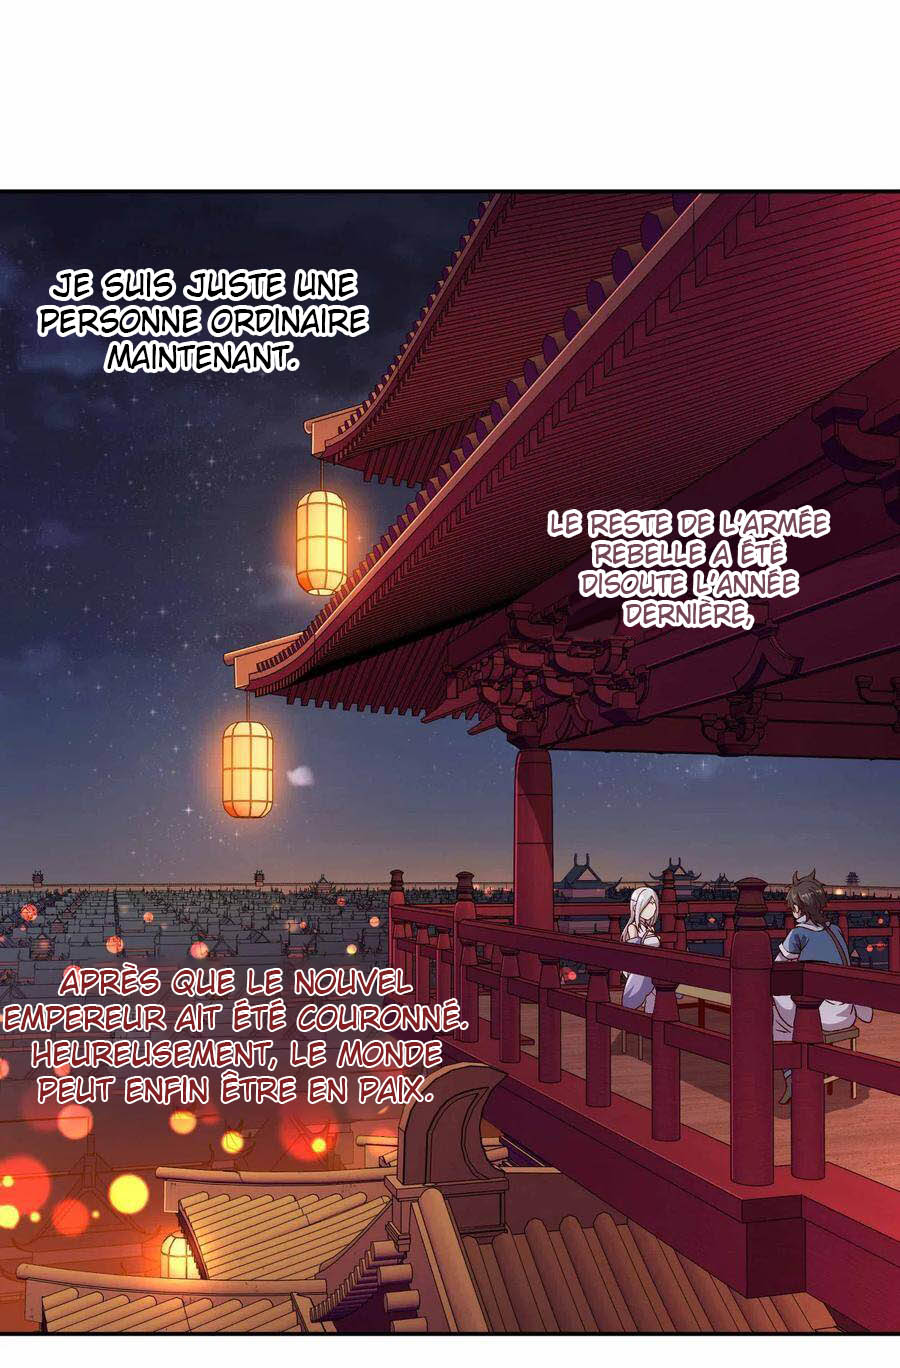 JE SUIS JUSTE UNE
PERSONNE ORDINAIRE
MAINTENANT.
LE RESTE DE L'ARMÉE
REBELLE A ÉTÉ
DISOUTE L'ANNÉE
DERNIÈRE,
APRÈS QUE LE NOUVEL
EMPEREUR AIT ÉTÉ COURONNÉ.
HEUREUSEMENT, LE MONDE
PEUT ENFIN ÊTRE EN PAIX.